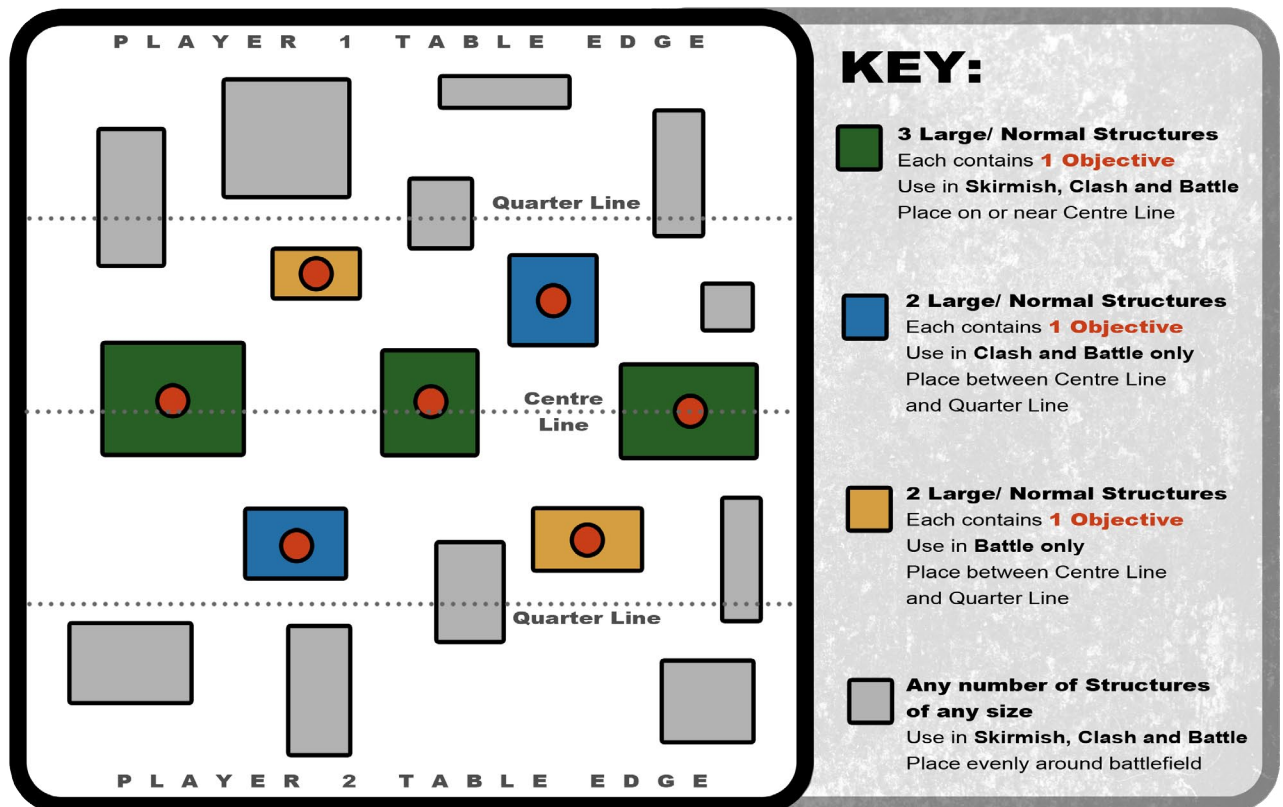 PLAYER 1 TABLE EDGE
Quarter Line
Centre
Line
Quarter Line
PLAYER 2 TABLE EDGE
KEY:
3 Large/ Normal Structures
Each contains 1 Objective
Use in Skirmish, Clash and Battle
Place on or near Centre Line
2 Large/ Normal Structures
Each contains 1 Objective
Use in Clash and Battle only
Place between Centre Line
and Quarter Line
2 Large/ Normal Structures
Each contains 1 Objective
Use in Battle only
Place between Centre Line
and Quarter Line
Any number of Structures
of any size
Use in Skirmish, Clash and Battle
Place evenly around battlefield